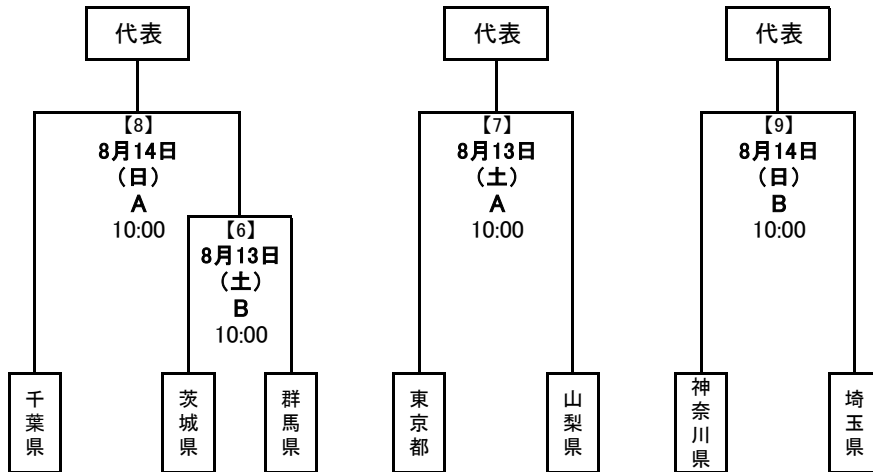 代表
代表
代表
【8】
8月14日
（日）
A
10:00
【6】
8月13日
（土）
B
10:00
【7】
8月13日
（土）
A
10:00
【9】
8月14日
（日）
B
10:00
千葉県
茨城県
群馬県
東京都
山梨県
神奈川県
埼玉県